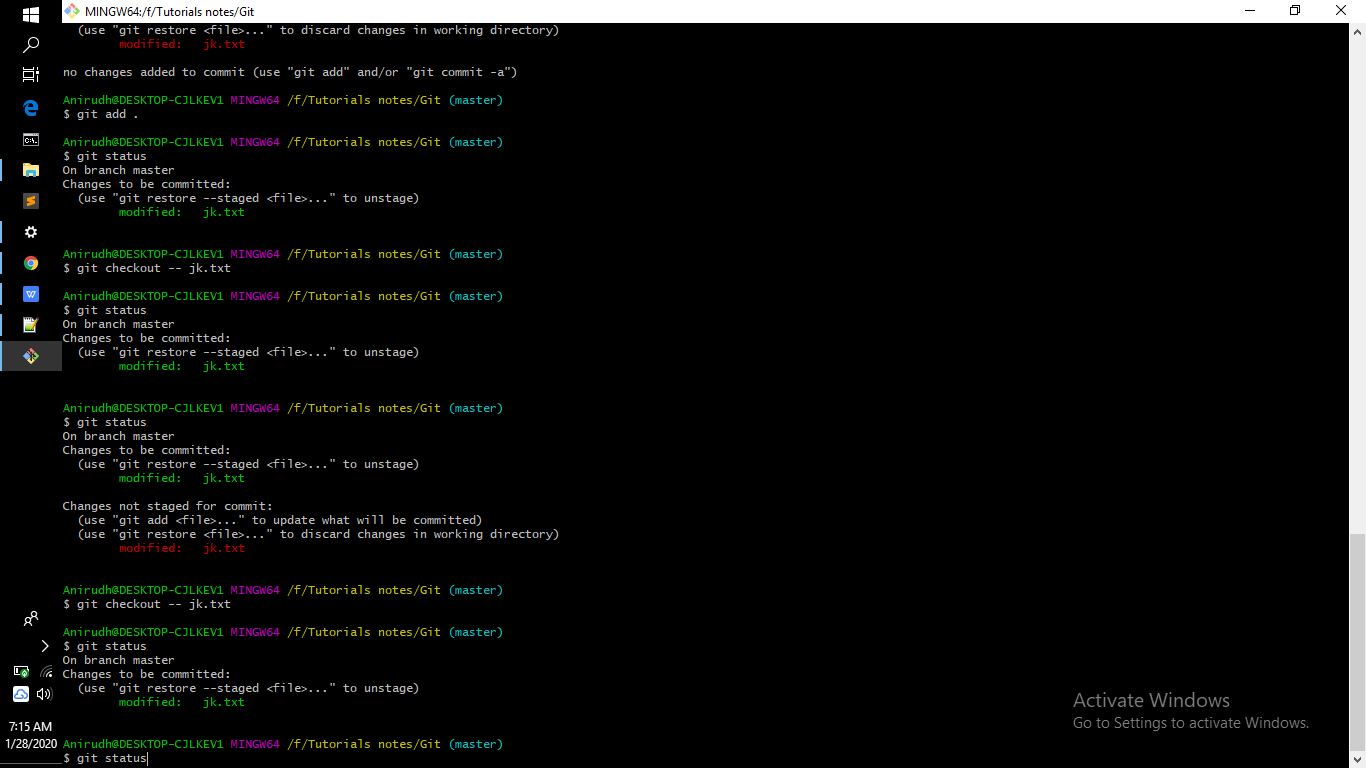 MINGW64:/f/Tutorials notes/Git
(use "git restore <file>..." to discard changes in working directory)
modified:   jk.txt
no changes added to commit (use "git add" and/or "git commit -a")
Anirudh@DESKTOP-CJLKEV1 MINGW64 /f/Tutorials notes/Git (master)
$ git add .
Anirudh@DESKTOP-CJLKEV1 MINGW64 /f/Tutorials notes/Git (master)
$ git status
On branch master
Changes to be committed:
(use "git restore --staged <file>..." to unstage)
modified:   jk.txt
Anirudh@DESKTOP-CJLKEV1 MINGW64 /f/Tutorials notes/Git (master)
$ git checkout -- jk.txt
Anirudh@DESKTOP-CJLKEV1 MINGW64 /f/Tutorials notes/Git (master)
$ git status
On branch master
Changes to be committed:
(use "git restore --staged <file>..." to unstage)
modified:   jk.txt
Anirudh@DESKTOP-CJLKEV1 MINGW64 /f/Tutorials notes/Git (master)
$ git status
On branch master
Changes to be committed:
(use "git restore --staged <file>..." to unstage)
modified:   jk.txt
Changes not staged for commit:
(use "git add <file>..." to update what will be committed)
(use "git restore <file>..." to discard changes in working directory)
modified:   jk.txt
Anirudh@DESKTOP-CJLKEV1 MINGW64 /f/Tutorials notes/Git (master)
$ git checkout -- jk.txt
Anirudh@DESKTOP-CJLKEV1 MINGW64 /f/Tutorials notes/Git (master)
$ git status
On branch master
Changes to be committed:
(use "git restore --staged <file>..." to unstage)
modified:   jk.txt
Anirudh@DESKTOP-CJLKEV1 MINGW64 /f/Tutorials notes/Git (master)
$ git status
Activate Windows
Go to Settings to activate Windows.
7:15 AM
1/28/2020